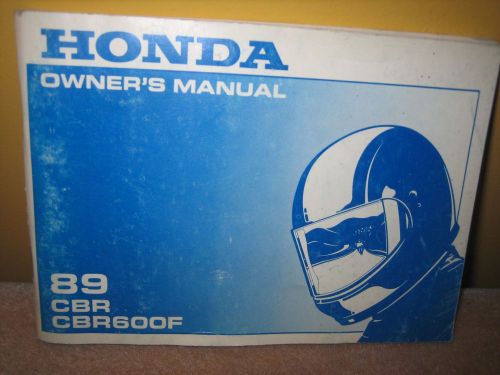 HONDA
OWNER'S MANUAL
89
CBR
CBR600F